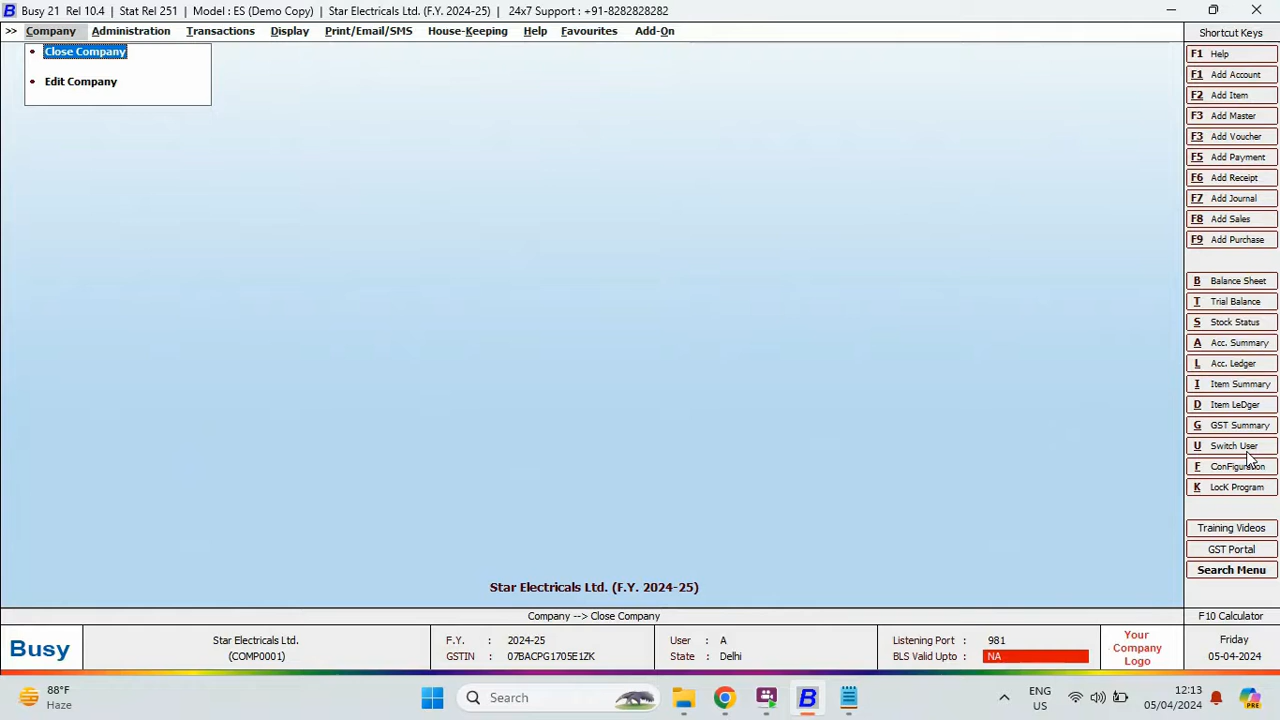 Busy 21 Rel 10.4 | Stat Rel 251 | Model : ES (Demo Copy) | Star Electricals Ltd. (F.Y. 2024-25) | 24x7 Support : +91-8282828282
>> Company Administration Transactions Display Print/Email/SMS House-Keeping Help Favourites Add-On
Close Company
Edit Company
Shortcut Keys
F1 Help
F1 Add Account
F2 Add Item
F3 Add Master
F3 Add Voucher
F5 Add Payment
F6 Add Receipt
F7 Add Journal
F8 Add Sales
F9 Add Purchase
B Balance Sheet
T Trial Balance
S Stock Status
A Acc. Summary
L Acc. Ledger
I Item Summary
D Item LeDger
G GST Summary
U Switch User
F ConFiguration
K LocK Program
Training Videos
GST Portal
Search Menu
Star Electricals Ltd. (F.Y. 2024-25)
Company --> Close Company
F10 Calculator
Busy
Star Electricals Ltd.
(COMP0001)
F.Y. : 2024-25
GSTIN : 07BACPG1705E1ZK
User : A
State : Delhi
Listening Port : 981
BLS Valid Upto : NA
Your
Company
Logo
Friday
05-04-2024
88°F
Haze
Search
ENG
US
12:13
05/04/2024
PRE